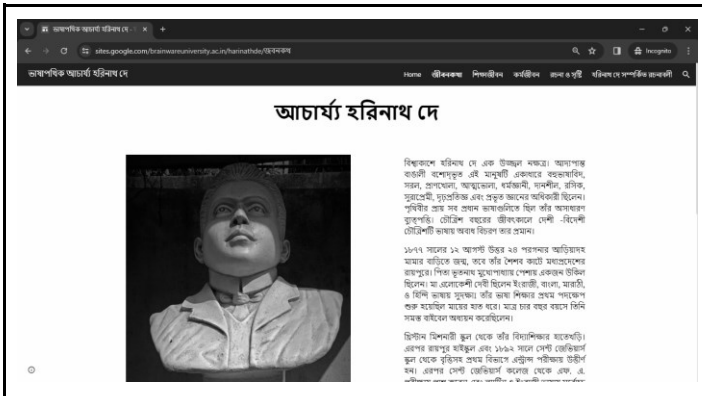 ভাষাপথিক আচার্য্য হরিনাথ দে
sites.google.com/brainwareuniversity.ac.in/harinathde/জীবনকথা
Incognito
ভাষাপথিক আচার্য্য হরিনাথ দে
Home জীবনকথা শিক্ষাজীবন কর্মজীবন রচনা ও সৃষ্টি হরিনাথ দে সম্পর্কিত রচনাবলী
আচার্য্য হরিনাথ দে
বিশ্বাকাশে হরিনাথ দে এক উজ্জ্বল নক্ষত্র। আদ্যপান্ত
বাঙালী বংশোদ্ভূত এই মানুষটি একাধারে বহুভাষাবিদ,
সরল, প্রাণখোলা, আত্মভোলা, ধর্মজ্ঞানী, দানশীল, রসিক,
সুরাপ্রেমী, দৃঢ়প্রতিজ্ঞ এবং প্রভূত জ্ঞানের অধিকারী ছিলেন।
পৃথিবীর প্রায় সব প্রধান ভাষাগুলিতে ছিল তাঁর অসাধারণ
ব্যুৎপত্তি। চৌত্রিশ বছরের জীবৎকালে দেশী -বিদেশী
চৌত্রিশটি ভাষায় অবাধ বিচরণ তার প্রমান।
১৮৭৭ সালের ১২ আগস্ট উত্তর ২৪ পরগনার আড়িয়াদহ
মামার বাড়িতে জন্ম, তবে তাঁর শৈশব কাটে মধ্যপ্রদেশের
রায়পুরে। পিতা ভূতনাথ মুখোপাধ্যায় পেশায় একজন উকিল
ছিলেন। মা এলোকেশী দেবী ছিলেন ইংরাজী, বাংলা, মারাঠী,
ও হিন্দি ভাষায় সুদক্ষা। তাঁর ভাষা শিক্ষার প্রথম পদক্ষেপ
শুরু হয়েছিল মায়ের হাত ধরে। মাত্র চার বছর বয়সে তিনি
সমস্ত বাইবেল অধ্যয়ন করেছিলেন।
খ্রিস্টান মিশনারী স্কুল থেকে তাঁর বিদ্যাশিক্ষার হাতেখড়ি।
এরপর রায়পুর হাইস্কুল এবং ১৮৯২ সালে সেন্ট জেভিয়ার্স
স্কুল থেকে বৃত্তিসহ প্রথম বিভাগে এন্ট্রান্স পরীক্ষায় উত্তীর্ণ
হন। এরপর সেন্ট জেভিয়ার্স কলেজ থেকে এফ. এ.